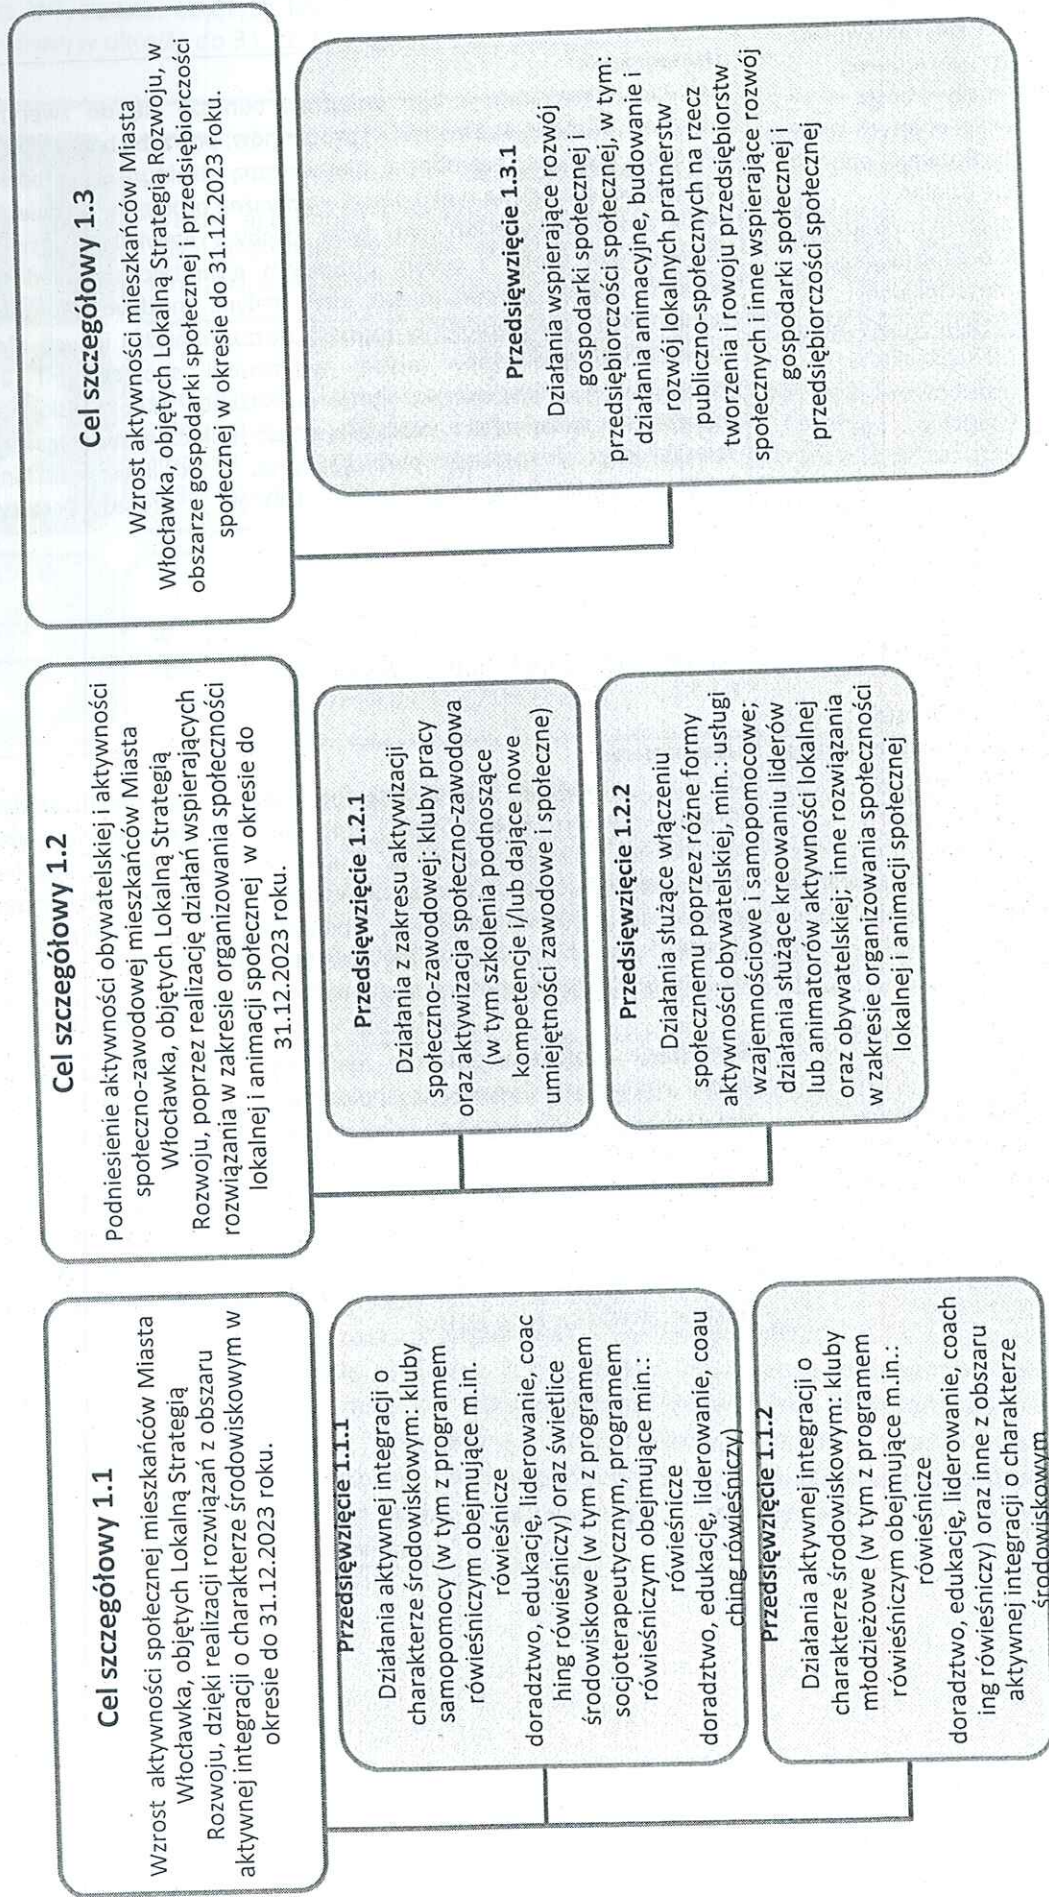 Cel szczegółowy 1.1
Wzrost aktywności społecznej mieszkańców Miasta
Włocławka, objętych Lokalną Strategią
Rozwoju, dzięki realizacji rozwiązań z obszaru
aktywnej integracji o charakterze środowiskowym w
okresie do 31.12.2023 roku.
Przedsięwzięcie 1.1.1
Działania aktywnej integracji o
charakterze środowiskowym: kluby
samopomocy (w tym z programem
rówieśniczym obejmujące m.in.
rówieśnicze
doradztwo, edukację, liderowanie, coac
hing rówieśniczy) oraz świetlice
środowiskowe (w tym z programem
socjoterapeutycznym, programem
rówieśniczym obejmujące min.:
rówieśnicze
doradztwo, edukację, liderowanie, coau
ching rówieśniczy)
Przedsięwzięcie 1.1.2
Działania aktywnej integracji o
charakterze środowiskowym: kluby
młodzieżowe (w tym z programem
rówieśniczym obejmujące m.in.:
rówieśnicze
doradztwo, edukację, liderowanie, coach
ing rówieśniczy) oraz inne z obszaru
aktywnej integracji o charakterze
środowiskowym
Cel szczegółowy 1.2
Podniesienie aktywności obywatelskiej i aktywności
społeczno-zawodowej mieszkańców Miasta
Włocławka, objętych Lokalną Strategią
Rozwoju, poprzez realizację działań wspierających
rozwiązania w zakresie organizowania społeczności
lokalnej i animacji społecznej w okresie do
31.12.2023 roku.
Przedsięwzięcie 1.2.1
Działania z zakresu aktywizacji
społeczno-zawodowej: kluby pracy
oraz aktywizacja społeczno-zawodowa
(w tymszkolenia podnoszące
kompetencje i/lub dające nowe
umiejętności zawodowe i społeczne)
Przedsięwzięcie 1.2.2
Działania służące włączeniu
społecznemu poprzez różne formy
aktywności obywatelskiej, min.: usługi
wzajemnościowe i samopomocowe;
działania służące kreowaniu liderów
lub animatorów aktywności lokalnej
oraz obywatelskiej; inne rozwiązania
w zakresie organizowania społeczności
lokalnej i animacji społecznej
Cel szczegółowy 1.3
Wzrost aktywności mieszkańców Miasta
Włocławka, objętych Lokalną Strategią Rozwoju, w
obszarze gospodarki społecznej i przedsiębiorczości
społecznej w okresie do 31.12.2023 roku.
Przedsięwzięcie 1.3.1
Działania wspierające rozwój
gospodarki społecznej i
przedsiębiorczości społecznej, w tym:
działania animacyjne, budowanie i
rozwój lokalnych pratnerstw
publiczno-społecznych na rzecz
tworzenia i rowoju przedsiębiorstw
społecznych i inne wspierające rozwój
gospodarki społecznej i
przedsiębiorczości społecznej